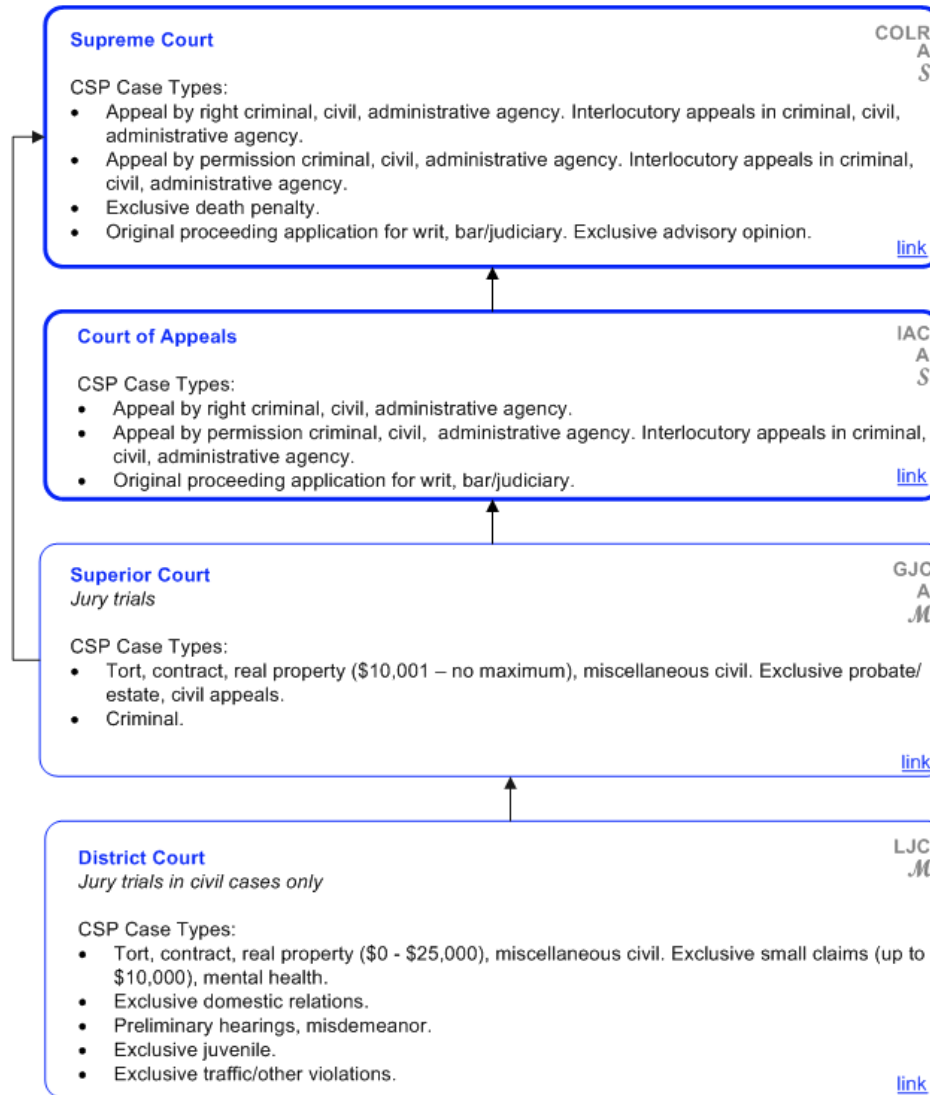 Supreme Court
COLR
A
S
CSP Case Types:
• Appeal by right criminal, civil, administrative agency. Interlocutory appeals in criminal, civil,
administrative agency.
• Appeal by permission criminal, civil, administrative agency. Interlocutory appeals in criminal,
civil, administrative agency.
• Exclusive death penalty.
• Original proceeding application for writ, bar/judiciary. Exclusive advisory opinion.
link
Court of Appeals
IAC
A
S
CSP Case Types:
• Appeal by right criminal, civil, administrative agency.
• Appeal by permission criminal, civil, administrative agency. Interlocutory appeals in criminal,
civil, administrative agency.
• Original proceeding application for writ, bar/judiciary.
link
Superior Court
GJC
Jury trials
A
M
CSP Case Types:
• Tort, contract, real property ($10,001 – no maximum), miscellaneous civil. Exclusive probate/
estate, civil appeals.
• Criminal.
link
District Court
LJC
Jury trials in civil cases only
M
CSP Case Types:
• Tort, contract, real property ($0 - $25,000), miscellaneous civil. Exclusive small claims (up to
$10,000), mental health.
• Exclusive domestic relations.
• Preliminary hearings, misdemeanor.
• Exclusive juvenile.
• Exclusive traffic/other violations.
link